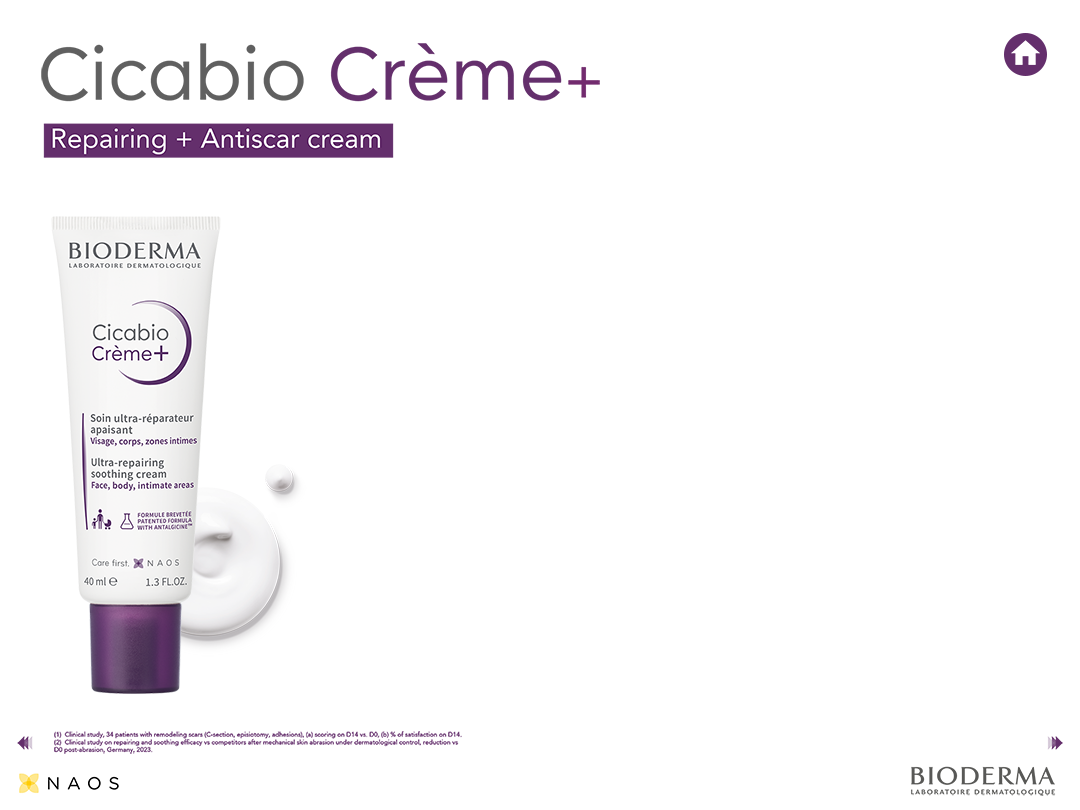 Cicabio Crème+
Repairing + Antiscar cream
BIODERMA
LABORATOIRE DERMATOLOGIQUE
Cicabio
Crème+
Soin ultra-réparateur
apaisant
Visage, corps, zones intimes
Ultra-repairing
soothing cream
Face, body, intimate areas
FORMULE BREVETÉE
PATENTED FORMULA
WITH ANTALGICINE™
Care first. NAOS
40 ml ℮ 1.3 FL.OZ.
(1) Clinical study, 34 patients with remodeling scars (C-section, episiotomy, adhesions), (a) scoring on D14 vs. D0, (b) % of satisfaction on D14.
(2) Clinical study on repairing and soothing efficacy vs competitors after mechanical skin abrasion under dermatological control, reduction vs
D0 post-abrasion, Germany, 2023.
NAOS
BIODERMA
LABORATOIRE DERMATOLOGIQUE